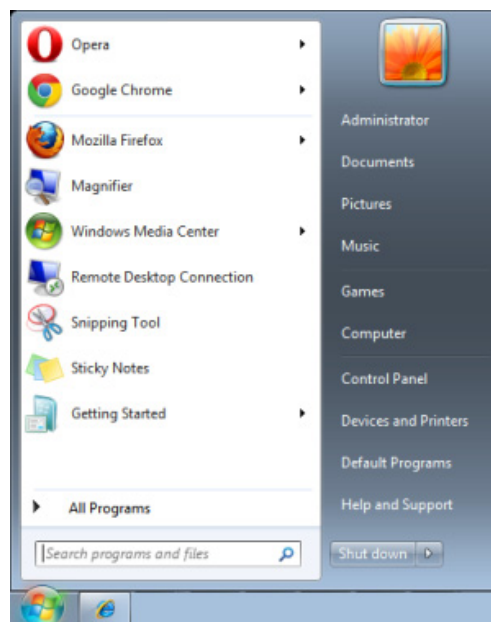 Opera
Google Chrome
Mozilla Firefox
Magnifier
Windows Media Center
Remote Desktop Connection
Snipping Tool
Sticky Notes
Getting Started
All Programs
Search programs and files
Administrator
Documents
Pictures
Music
Games
Computer
Control Panel
Devices and Printers
Default Programs
Help and Support
Shut down